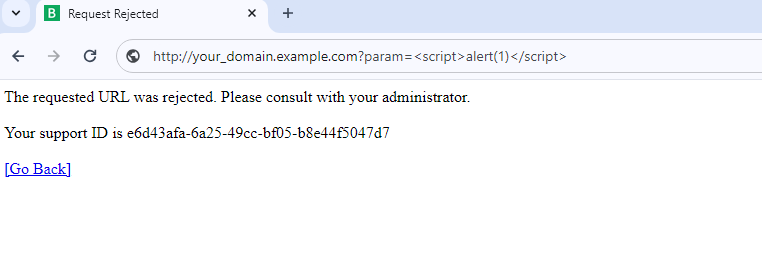 B Request Rejected
http://your_domain.example.com?param=<script>alert(1)</script>
The requested URL was rejected. Please consult with your administrator.
Your support ID is e6d43afa-6a25-49cc-bf05-b8e44f5047d7
[Go Back]